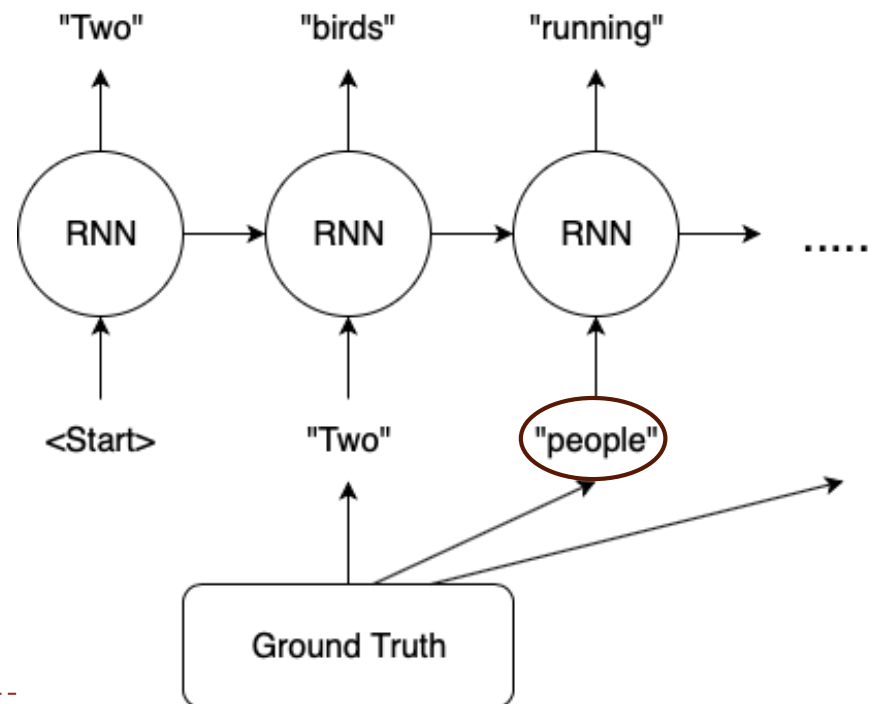 "Two" "birds" "running"
RNN RNN RNN .....
<Start> "Two" "people"
Ground Truth